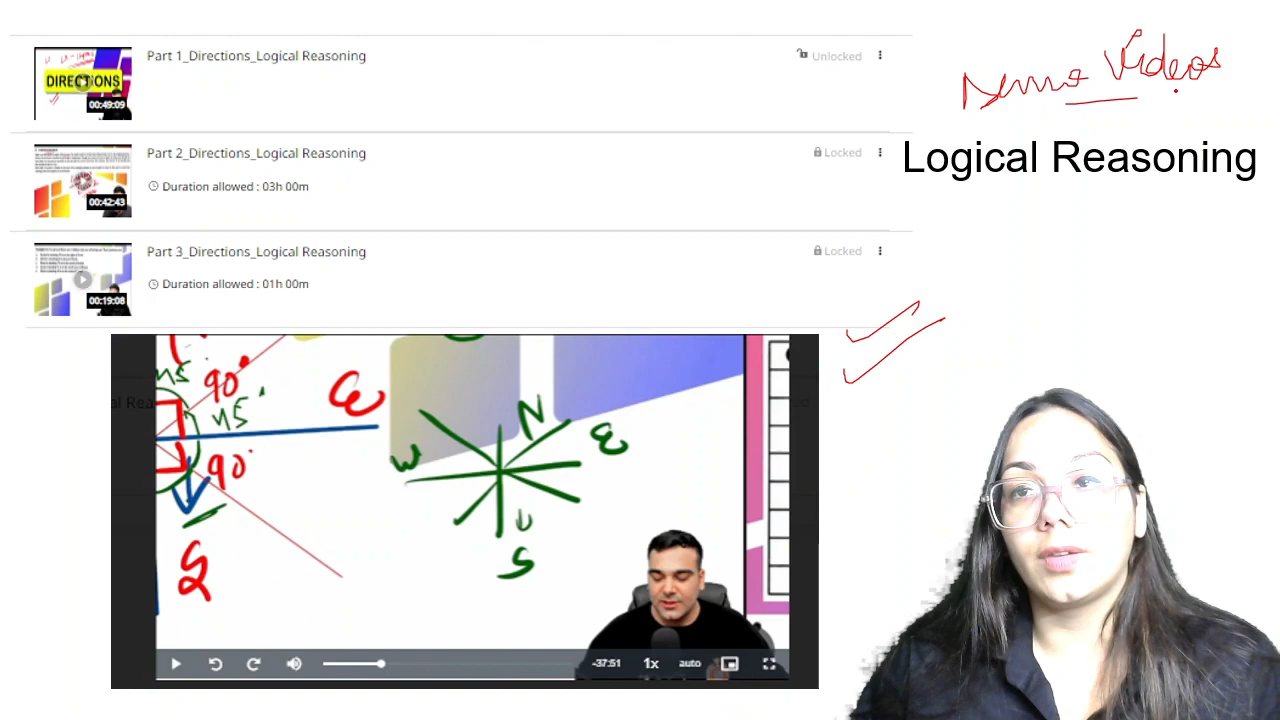 Part 1_Directions_Logical Reasoning
Unlocked
DIRECTIONS
00:49:09
Demo Videos
Logical Reasoning
Part 2_Directions_Logical Reasoning
Locked
Duration allowed : 03h 00m
00:42:43
Part 3_Directions_Logical Reasoning
Locked
Duration allowed : 01h 00m
00:19:08
90°
E
45°
N
E
W
90°
S
S
-37:51
1x
auto